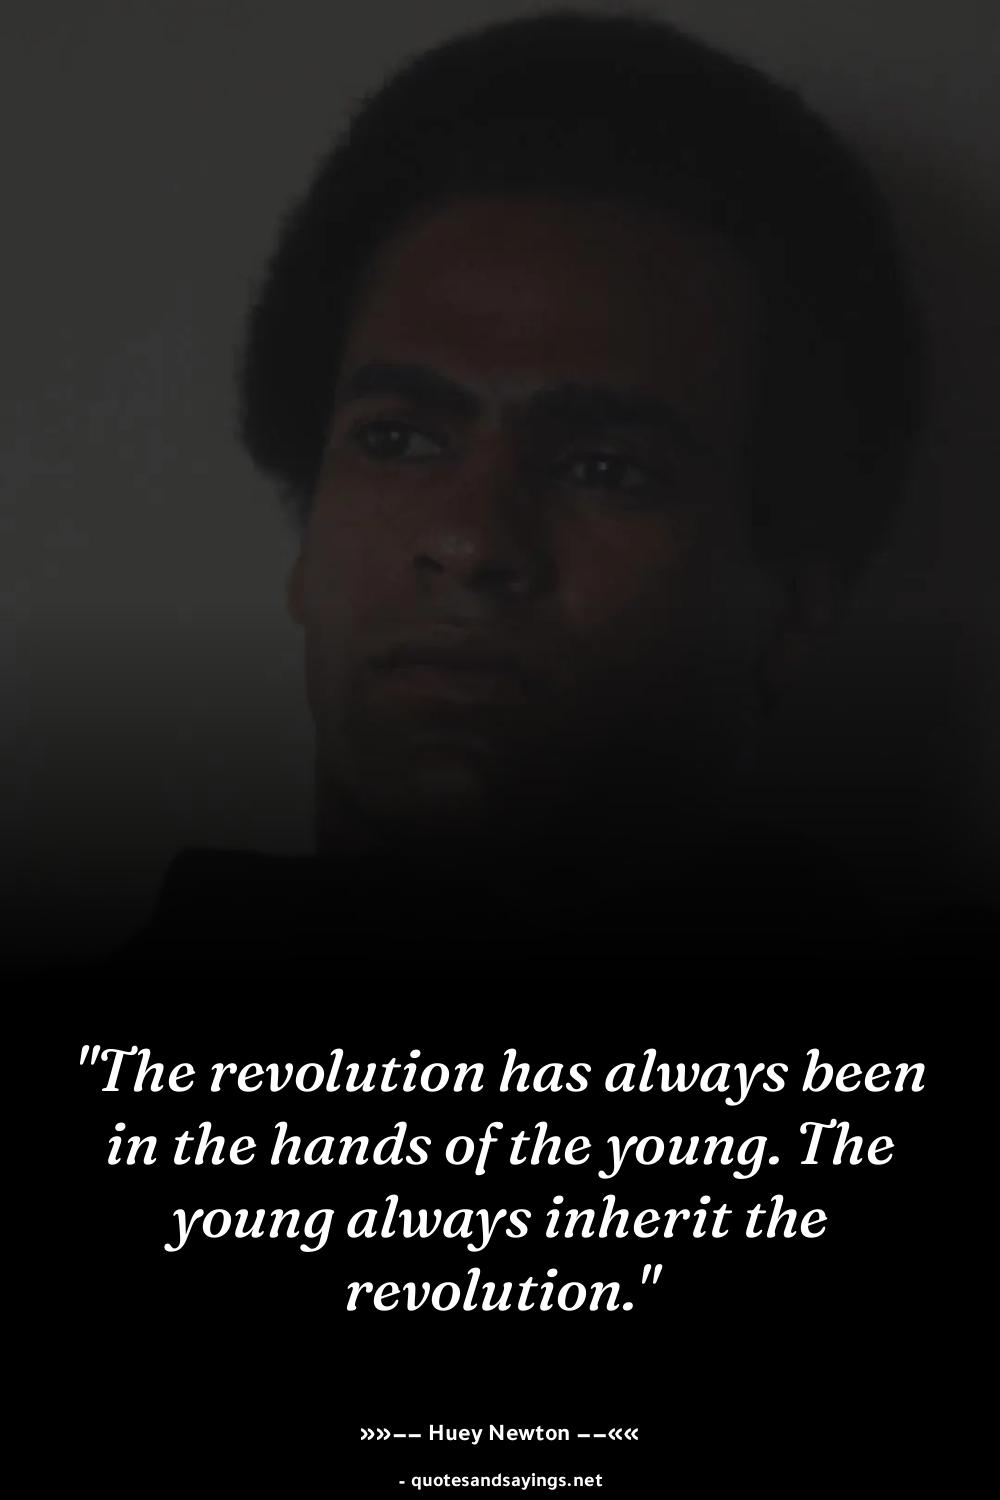 "The revolution has always been
in the hands of the young. The
young always inherit the
revolution."
»»–– Huey Newton ––««
- quotesandsayings.net